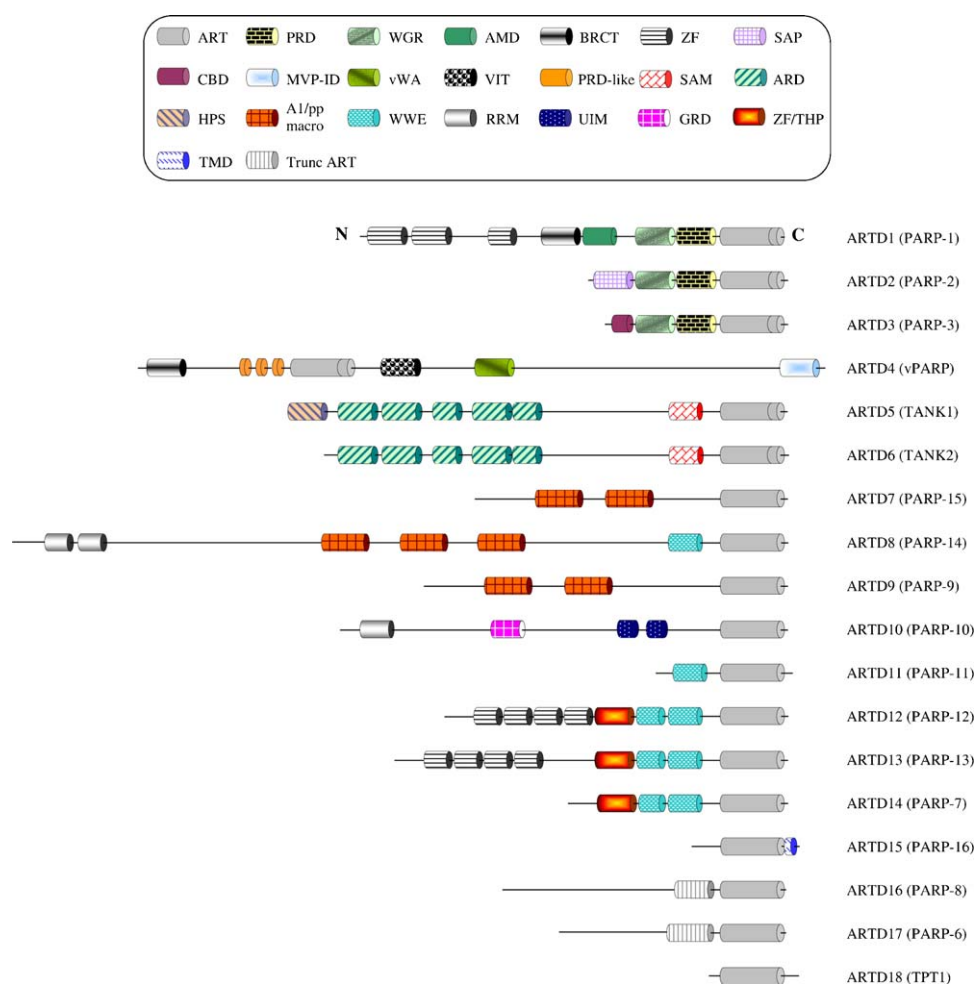 ART PRD WGR AMD BRCT ZF SAP
CBD MVP-ID vWA VIT PRD-like SAM ARD
HPS A1/pp macro WWE RRM UIM GRD ZF/THP
TMD Trunc ART
N C ARTD1 (PARP-1)
ARTD2 (PARP-2)
ARTD3 (PARP-3)
ARTD4 (vPARP)
ARTD5 (TANK1)
ARTD6 (TANK2)
ARTD7 (PARP-15)
ARTD8 (PARP-14)
ARTD9 (PARP-9)
ARTD10 (PARP-10)
ARTD11 (PARP-11)
ARTD12 (PARP-12)
ARTD13 (PARP-13)
ARTD14 (PARP-7)
ARTD15 (PARP-16)
ARTD16 (PARP-8)
ARTD17 (PARP-6)
ARTD18 (TPT1)